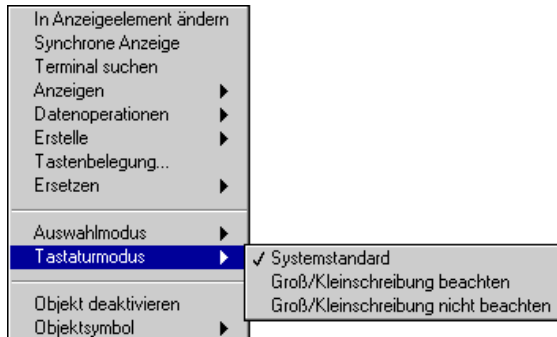 In Anzeigeelement ändern
Synchrone Anzeige
Terminal suchen
Anzeigen
Datenoperationen
Erstelle
Tastenbelegung...
Ersetzen
Auswahlmodus
Tastaturmodus
Systemstandard
Groß/Kleinschreibung beachten
Groß/Kleinschreibung nicht beachten
Objekt deaktivieren
Objektsymbol